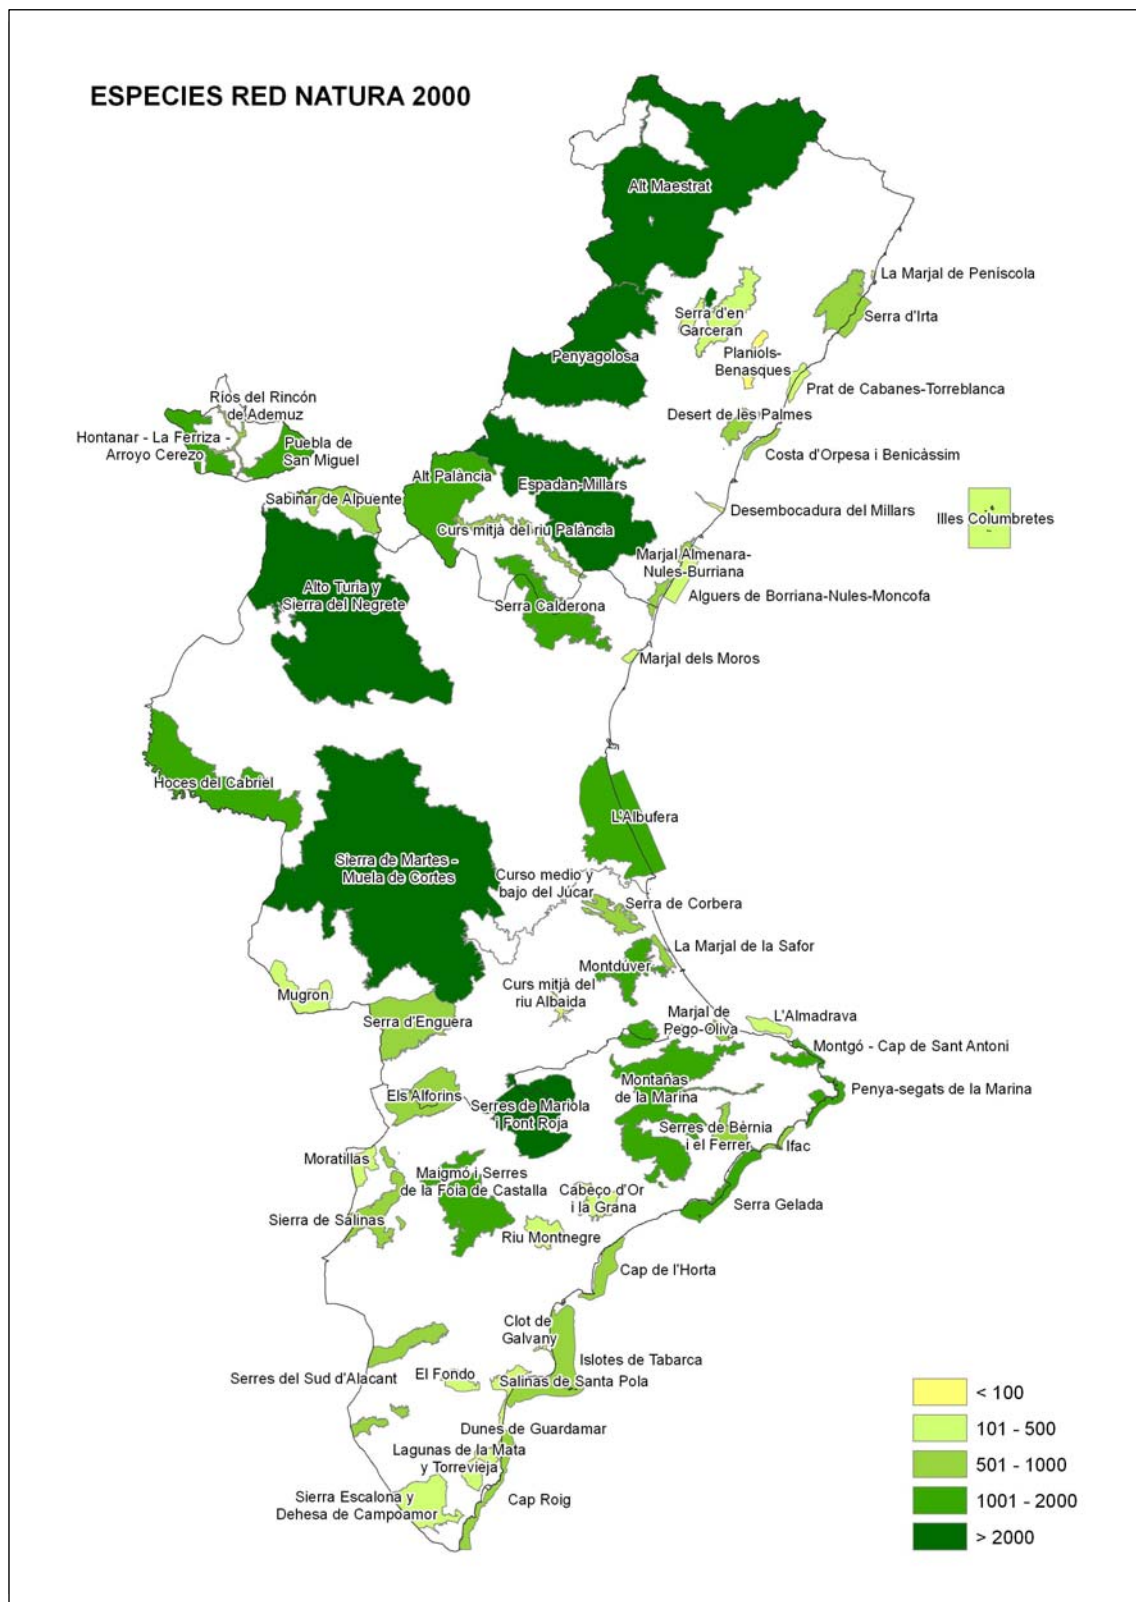 ESPECIES RED NATURA 2000
Alt Maestrat
La Marjal de Peníscola
Serra d'Irta
Serra d'en
Garceran
Planiols-
Benasques
Penyagolosa
Prat de Cabanes-Torreblanca
Ríos del Rincón
de Ademuz
Desert de les Palmes
Hontanar - La Ferriza -
Arroyo Cerezo
Puebla de
San Miguel
Costa d'Orpesa i Benicàssim
Alt Palància
Espadan-Millars
Sabinar de Alpuente
Desembocadura del Millars
Illes Columbretes
Curs mitjà del riu Palància
Marjal Almenara-
Nules-Burriana
Alto Turia y
Sierra del Negrete
Alguers de Borriana-Nules-Moncofa
Serra Calderona
Marjal dels Moros
Hoces del Cabriel
L'Albufera
Sierra de Martes -
Muela de Cortes
Curso medio y
bajo del Júcar
Serra de Corbera
La Marjal de la Safor
Montdúver
Mugron
Curs mitjà del
riu Albaida
Serra d'Enguera
Marjal de
Pego-Oliva
L'Almadrava
Montgó - Cap de Sant Antoni
Els Alforins
Serres de Mariola
i Font Roja
Montañas
de la Marina
Penya-segats de la Marina
Serres de Bèrnia
i el Ferrer
Ifac
Moratillas
Maigmó i Serres
de la Foia de Castalla
Cabeço d'Or
i la Grana
Serra Gelada
Sierra de Salinas
Riu Montnegre
Cap de l'Horta
Clot de
Galvany
Islotes de Tabarca
Serres del Sud d'Alacant
El Fondo
Salinas de Santa Pola
Dunes de Guardamar
Lagunas de la Mata
y Torrevieja
Sierra Escalona y
Dehesa de Campoamor
Cap Roig
< 100
101 - 500
501 - 1000
1001 - 2000
> 2000